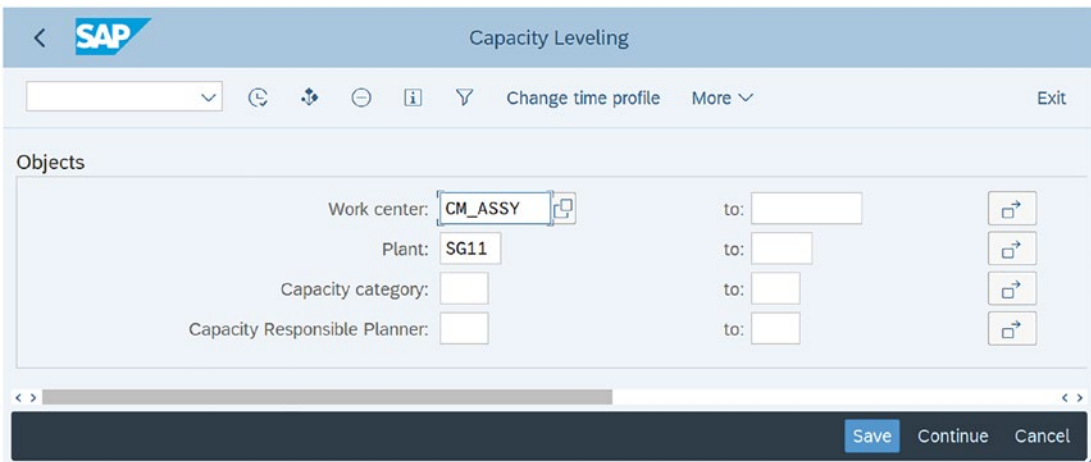 SAP Capacity Leveling
Change time profile More Exit
Objects
Work center: CM_ASSY to:
Plant: SG11 to:
Capacity category: to:
Capacity Responsible Planner: to:
Save Continue Cancel